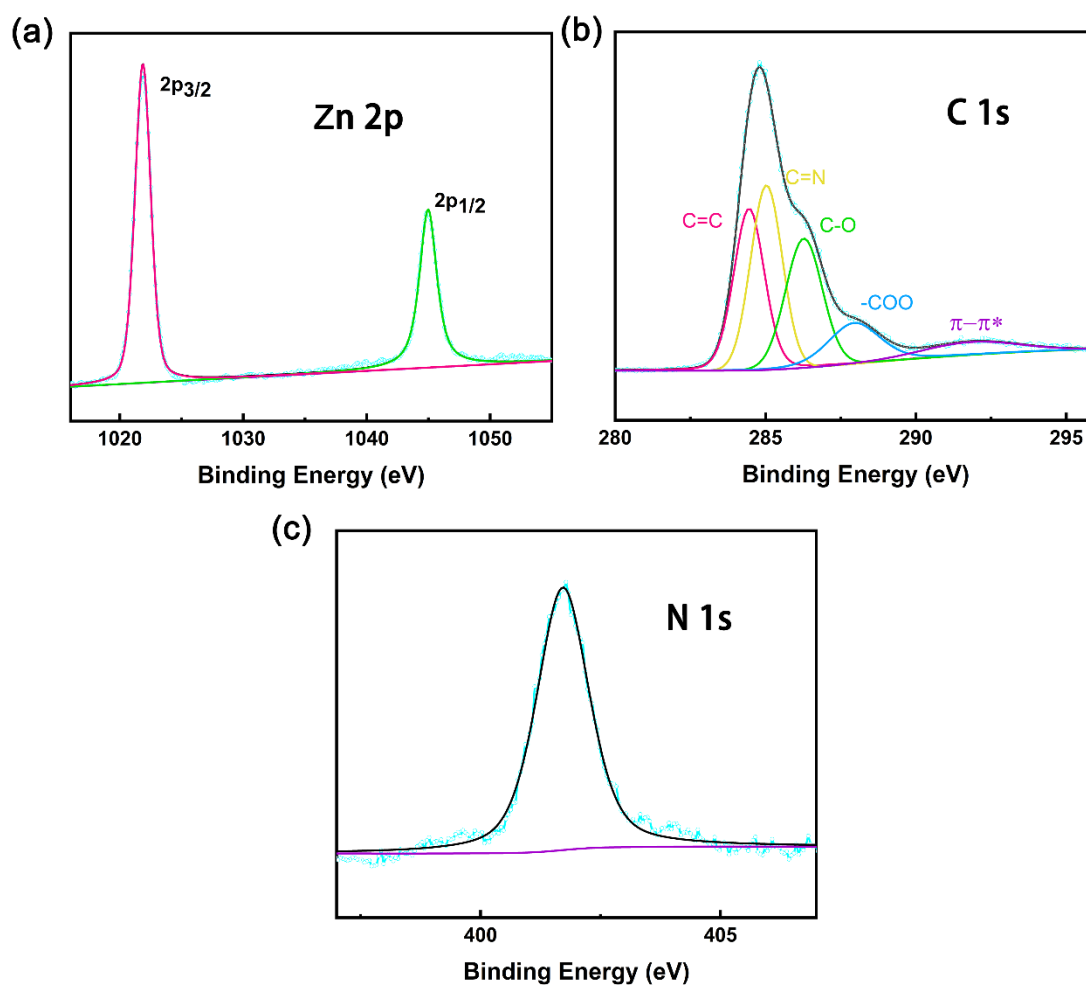 (a)
2p3/2
Zn 2p
2p1/2
1020
1030
1040
1050
Binding Energy (eV)
(b)
C 1s
C=N
C=C
C-O
-COO
π−π*
280
285
290
295
Binding Energy (eV)
(c)
N 1s
400
405
Binding Energy (eV)